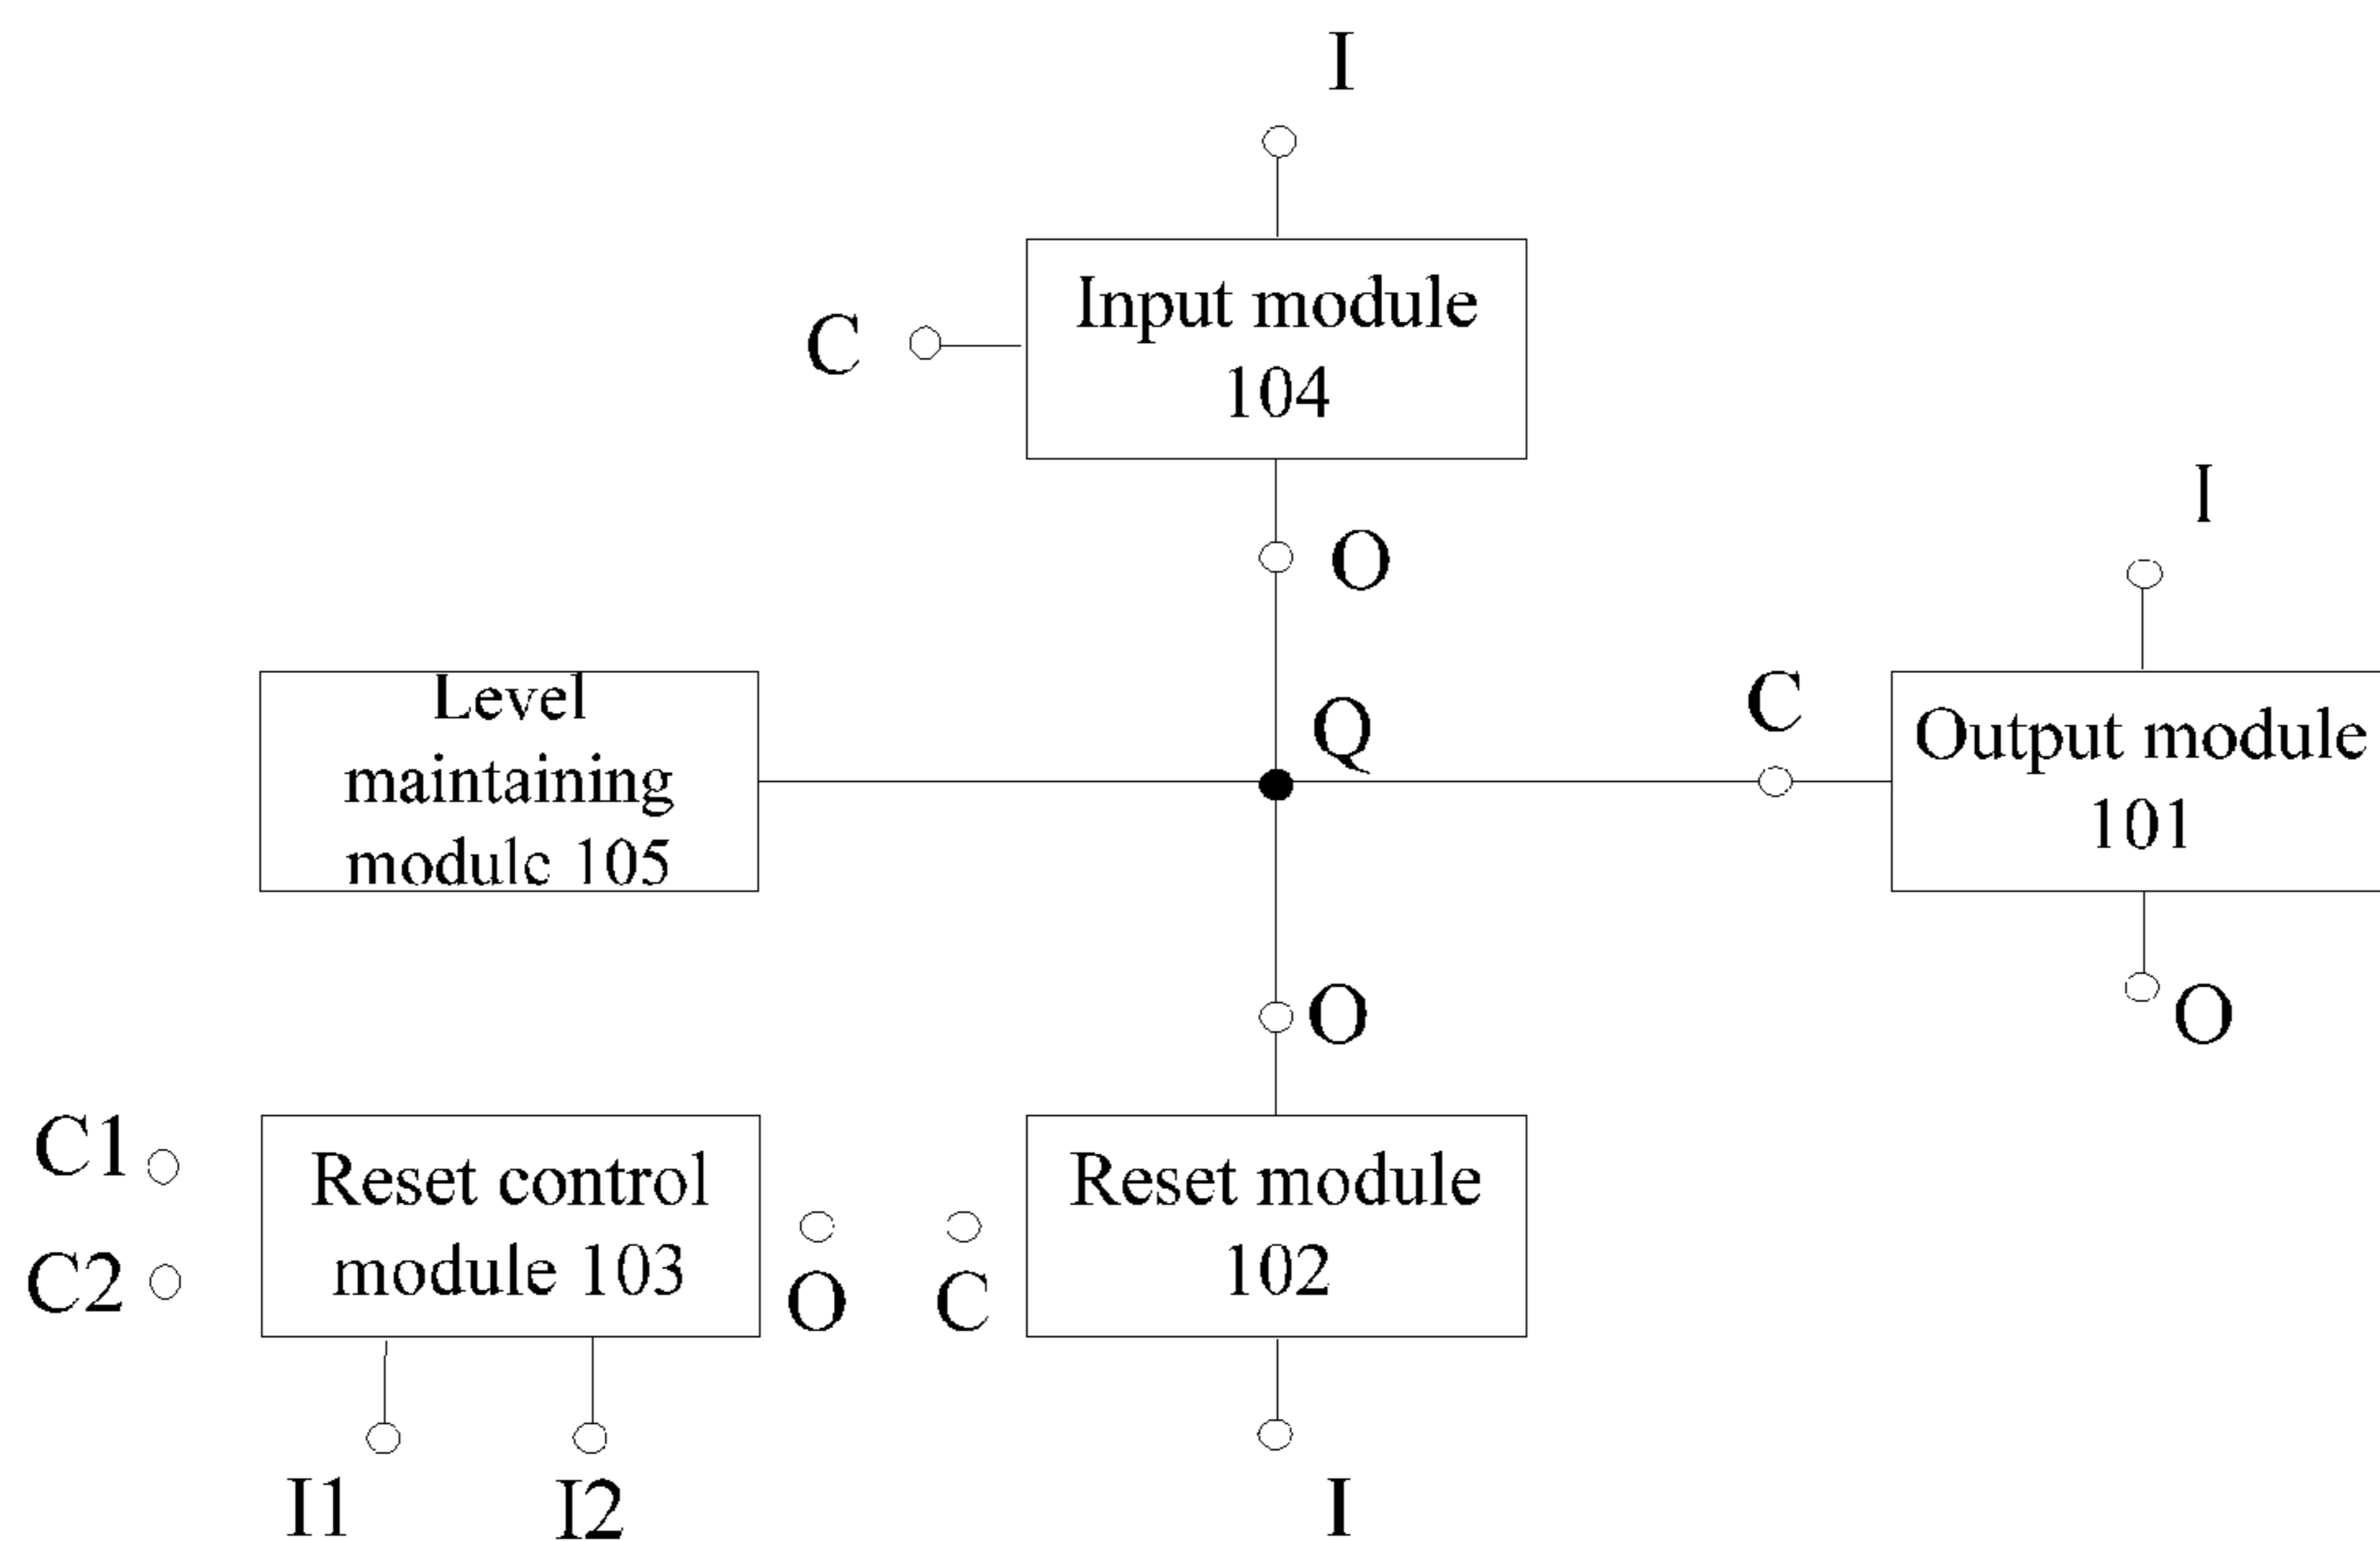 I
Input module
104
C
O
I
Level
maintaining
module 105
Q
C
Output module
101
O
O
C1
C2
Reset control
module 103
O
C
Reset module
102
I1
I2
I